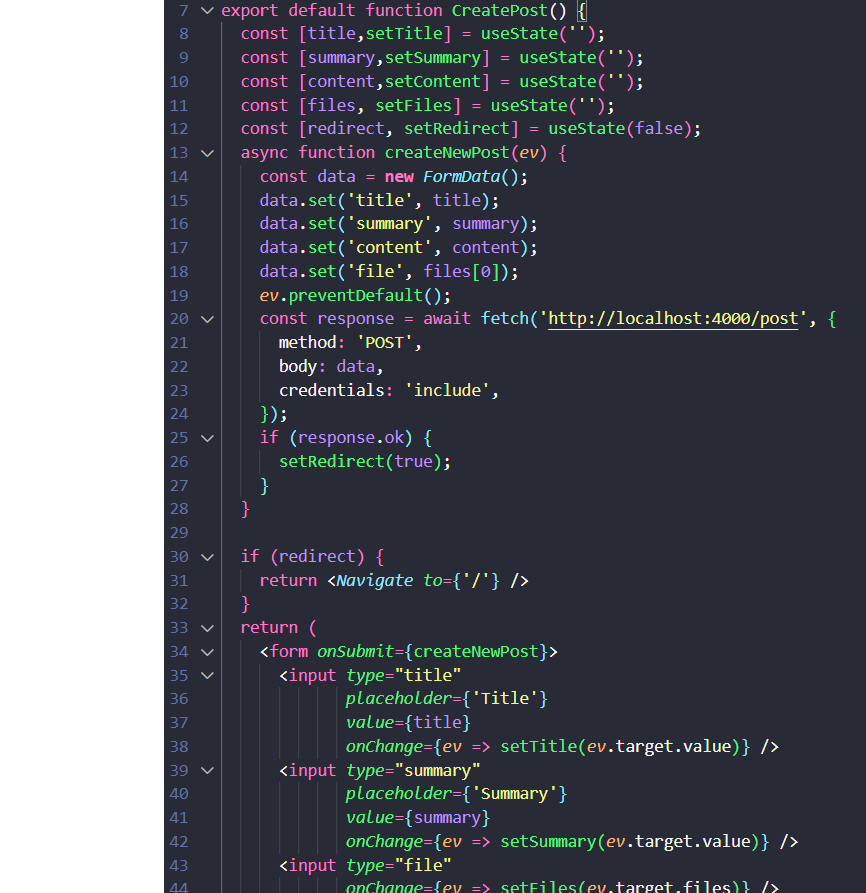 7 export default function CreatePost() {
8 const [title,setTitle] = useState('');
9 const [summary,setSummary] = useState('');
10 const [content,setContent] = useState('');
11 const [files, setFiles] = useState('');
12 const [redirect, setRedirect] = useState(false);
13 async function createNewPost(ev) {
14 const data = new FormData();
15 data.set('title', title);
16 data.set('summary', summary);
17 data.set('content', content);
18 data.set('file', files[0]);
19 ev.preventDefault();
20 const response = await fetch('http://localhost:4000/post', {
21 method: 'POST',
22 body: data,
23 credentials: 'include',
24 });
25 if (response.ok) {
26 setRedirect(true);
27 }
28 }
29
30 if (redirect) {
31 return <Navigate to={'/'} />
32 }
33 return (
34 <form onSubmit={createNewPost}>
35 <input type="title"
36 placeholder={'Title'}
37 value={title}
38 onChange={ev => setTitle(ev.target.value)} />
39 <input type="summary"
40 placeholder={'Summary'}
41 value={summary}
42 onChange={ev => setSummary(ev.target.value)} />
43 <input type="file"
44 onChange={ev => setFiles(ev.target.files)} />